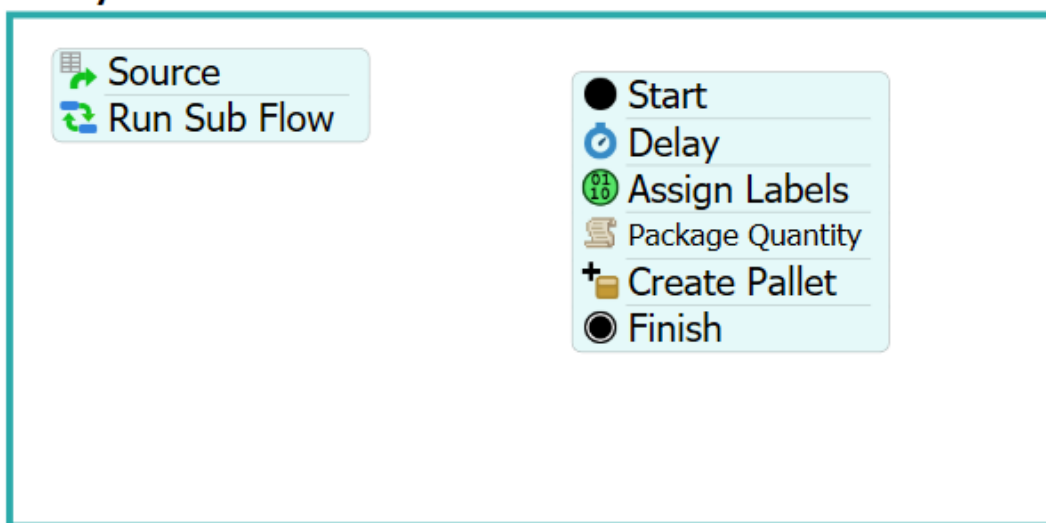 Source
Run Sub Flow
Start
Delay
Assign Labels
Package Quantity
Create Pallet
Finish